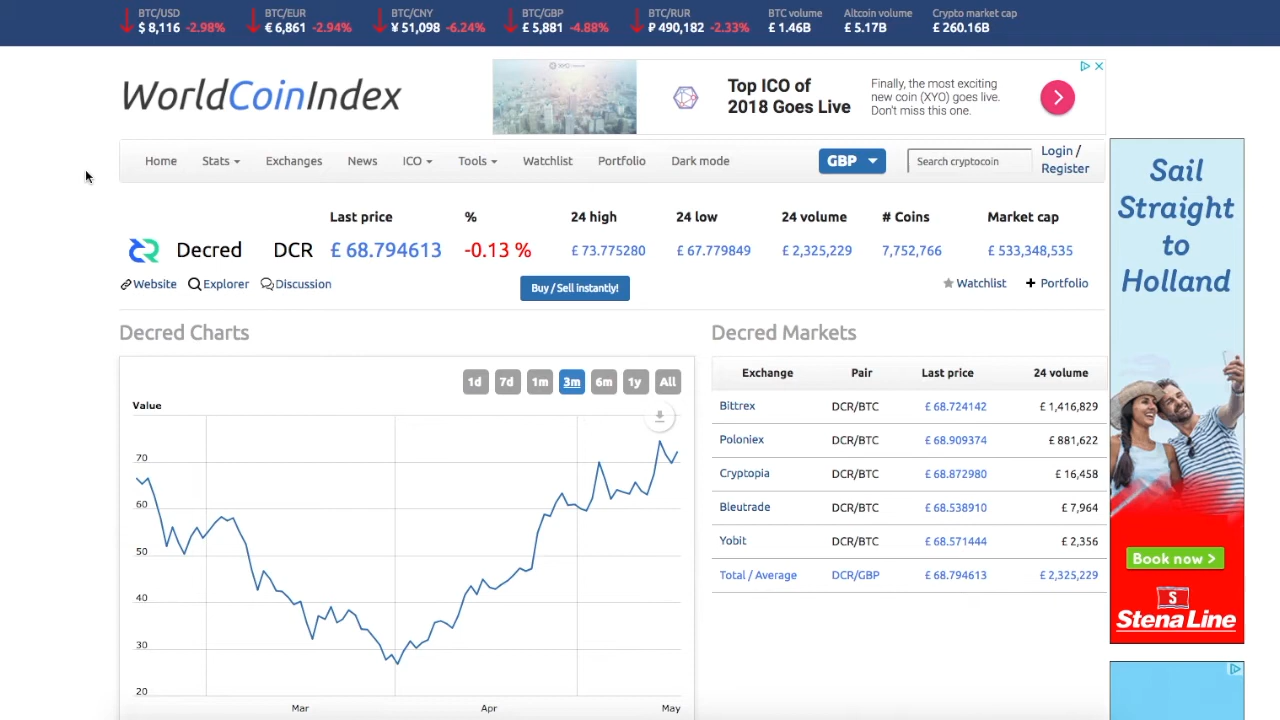 BTC/USD BTC/EUR BTC/CNY BTC/GBP BTC/RUR BTC volume Altcoin volume Crypto market cap
$ 8,116 -2.98% € 6,861 -2.94% ¥ 51,098 -6.24% £ 5,881 -4.88% ₽ 490,182 -2.33% £ 1.46B £ 5.17B £ 260.16B
WorldCoinIndex
Top ICO of
2018 Goes Live
Finally, the most exciting
new coin (XYO) goes live.
Don't miss this one.
Home Stats Exchanges News ICO Tools Watchlist Portfolio Dark mode GBP Search cryptocoin Login /
Register
Last price % 24 high 24 low 24 volume # Coins Market cap
Decred DCR £ 68.794613 -0.13 % £ 73.775280 £ 67.779849 £ 2,325,229 7,752,766 £ 533,348,535
Website Explorer Discussion Buy / Sell instantly! Watchlist + Portfolio
Decred Charts
1d 7d 1m 3m 6m 1y All
Value
70
60
50
40
30
20
Mar Apr May
Decred Markets
Exchange Pair Last price 24 volume
Bittrex DCR/BTC £ 68.724142 £ 1,416,829
Poloniex DCR/BTC £ 68.909374 £ 881,622
Cryptopia DCR/BTC £ 68.872980 £ 16,458
Bleutrade DCR/BTC £ 68.538910 £ 7,964
Yobit DCR/BTC £ 68.571444 £ 2,356
Total / Average DCR/GBP £ 68.794613 £ 2,325,229
Sail
Straight
to
Holland
Book now >
S
Stena Line